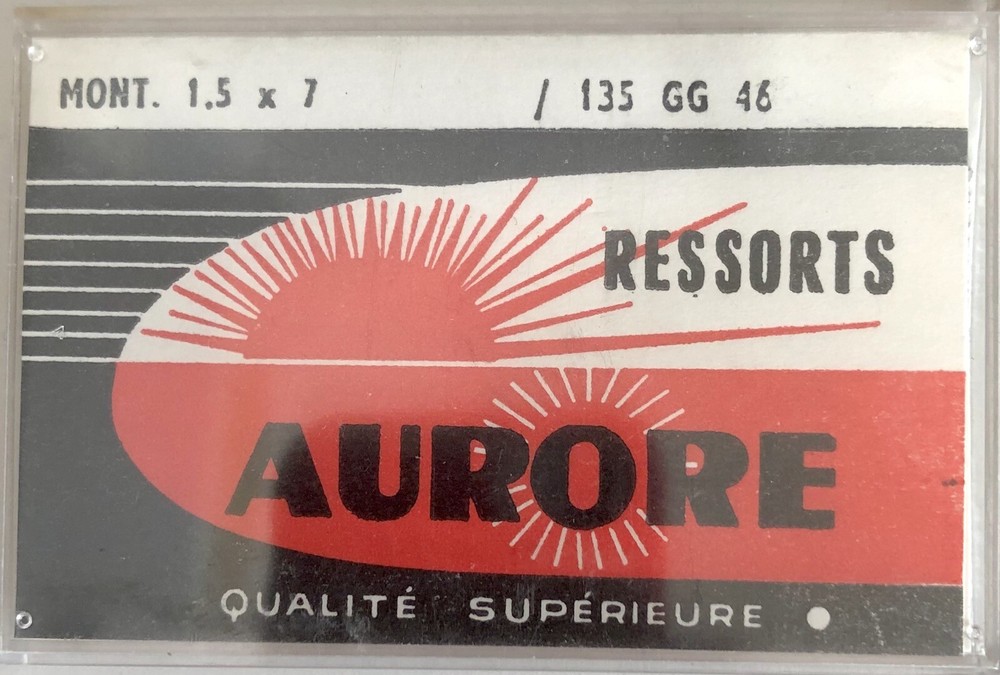 MONT. 1.5 x 7 / 135 GG 46
RESSORTS
AURORE
QUALITÉ SUPÉRIEURE